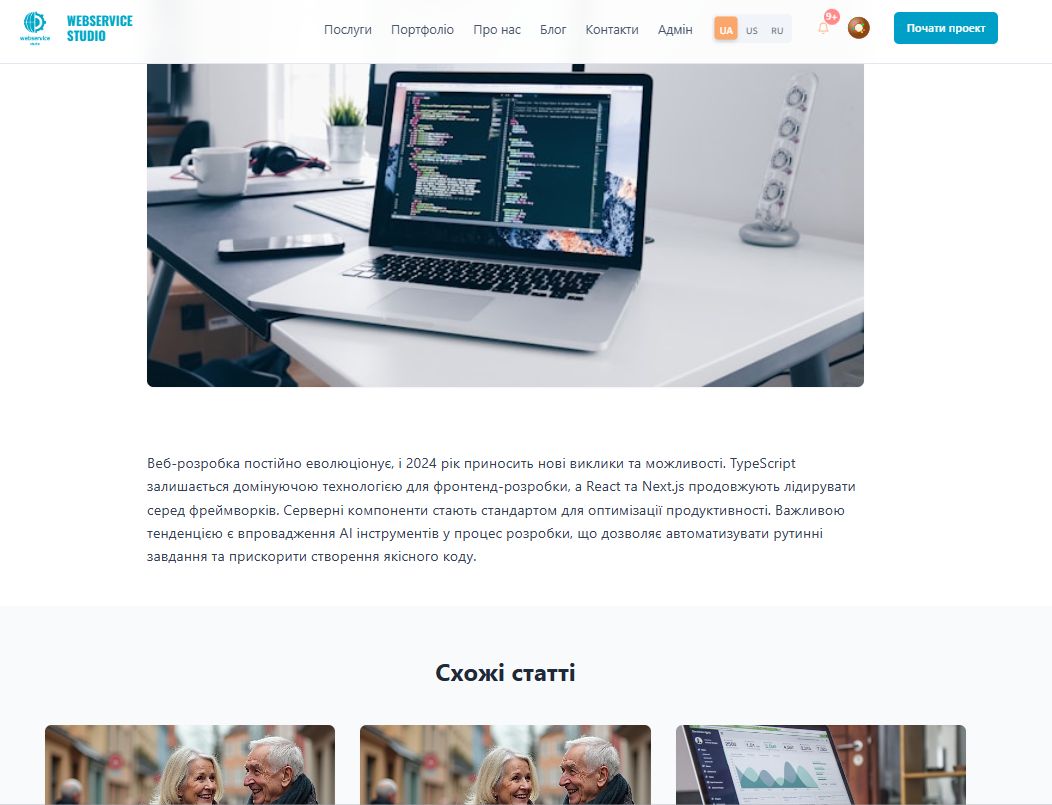 WEBSERVICE
STUDIO
webservice
Послуги Портфоліо Про нас Блог Контакти Адмін UA US RU 9+ Почати проект
Веб-розробка постійно еволюціонує, і 2024 рік приносить нові виклики та можливості. TypeScript
залишається домінуючою технологією для фронтенд-розробки, а React та Next.js продовжують лідирувати
серед фреймворків. Серверні компоненти стають стандартом для оптимізації продуктивності. Важливою
тенденцією є впровадження AI інструментів у процес розробки, що дозволяє автоматизувати рутинні
завдання та прискорити створення якісного коду.
Схожі статті